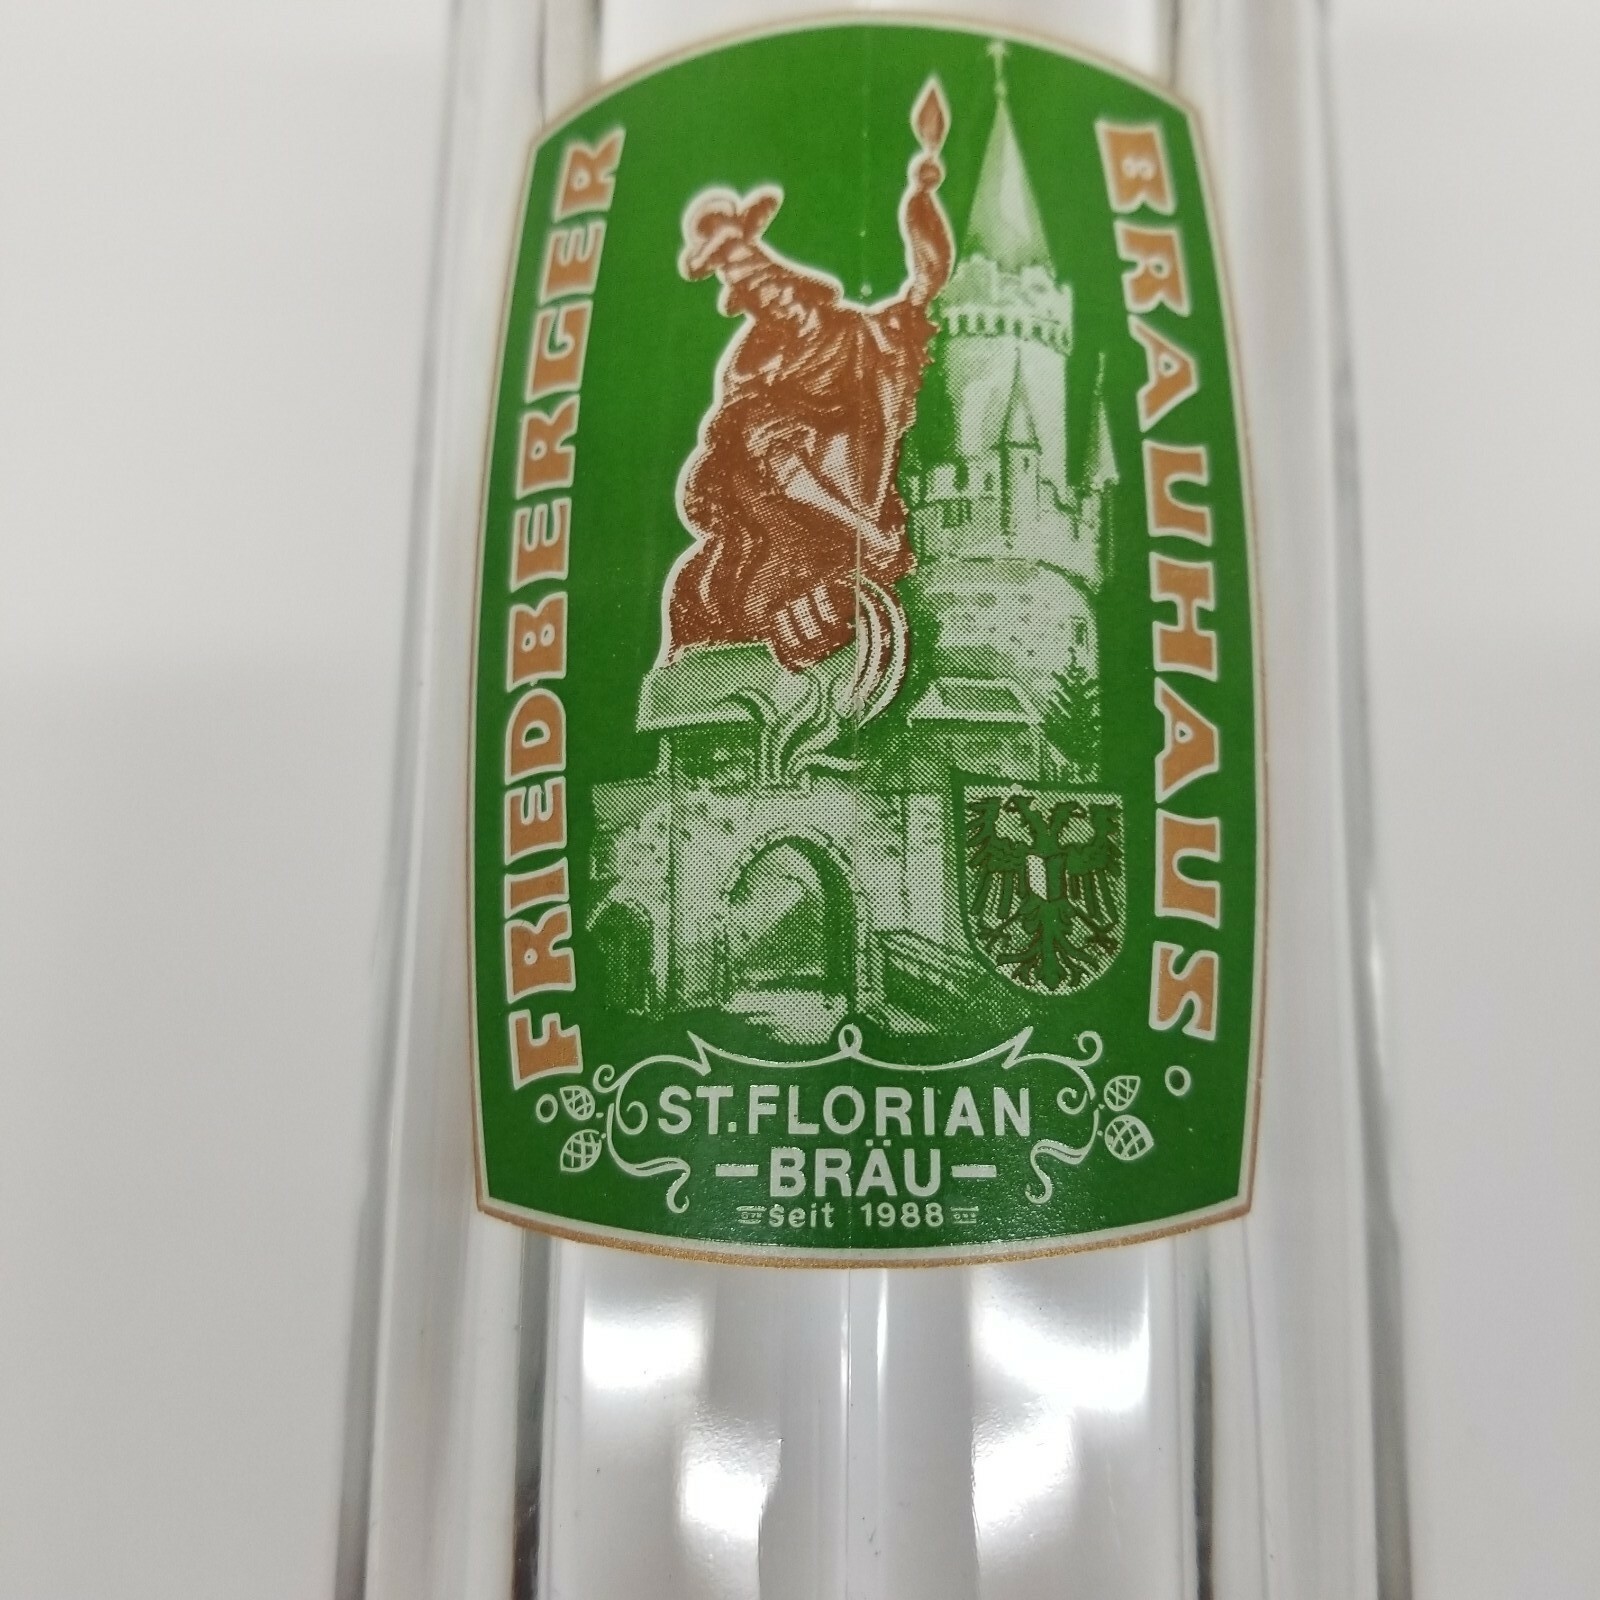 FRIEDBERGER
BRAUHAUS
ST. FLORIAN
-BRÄU-
Seit 1988